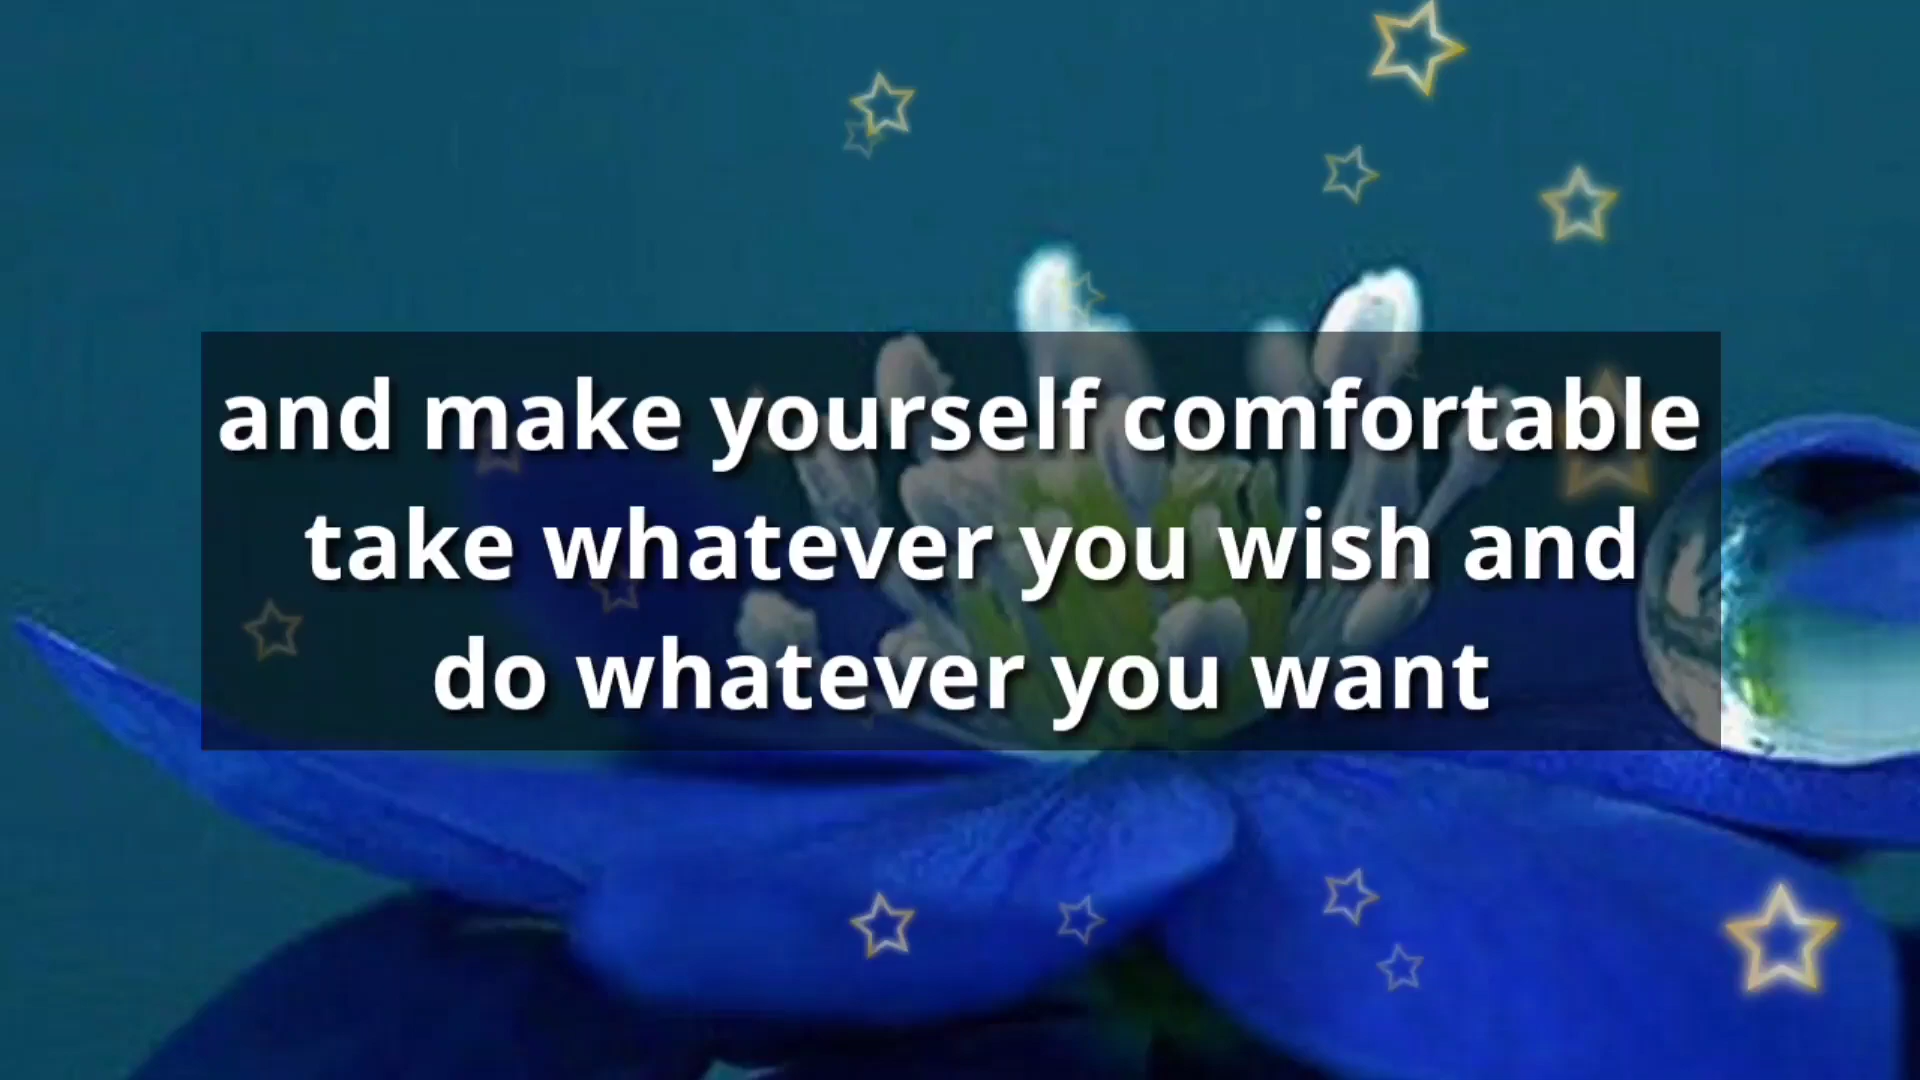 and make yourself comfortable
take whatever you wish and
do whatever you want